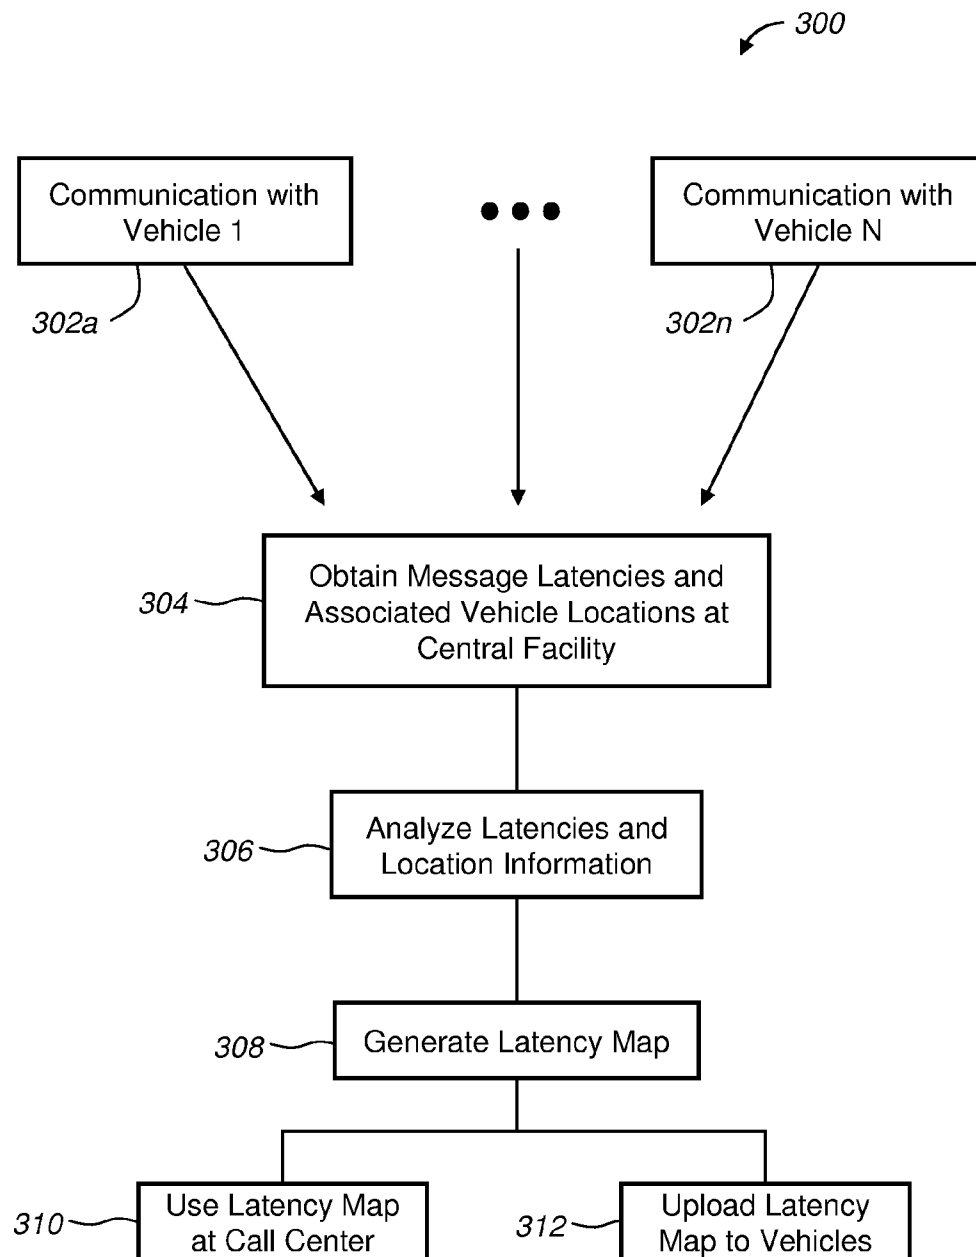 300
Communication with
Vehicle 1
Communication with
Vehicle N
302a
302n
304
Obtain Message Latencies and
Associated Vehicle Locations at
Central Facility
306
Analyze Latencies and
Location Information
308
Generate Latency Map
310
Use Latency Map
at Call Center
312
Upload Latency
Map to Vehicles